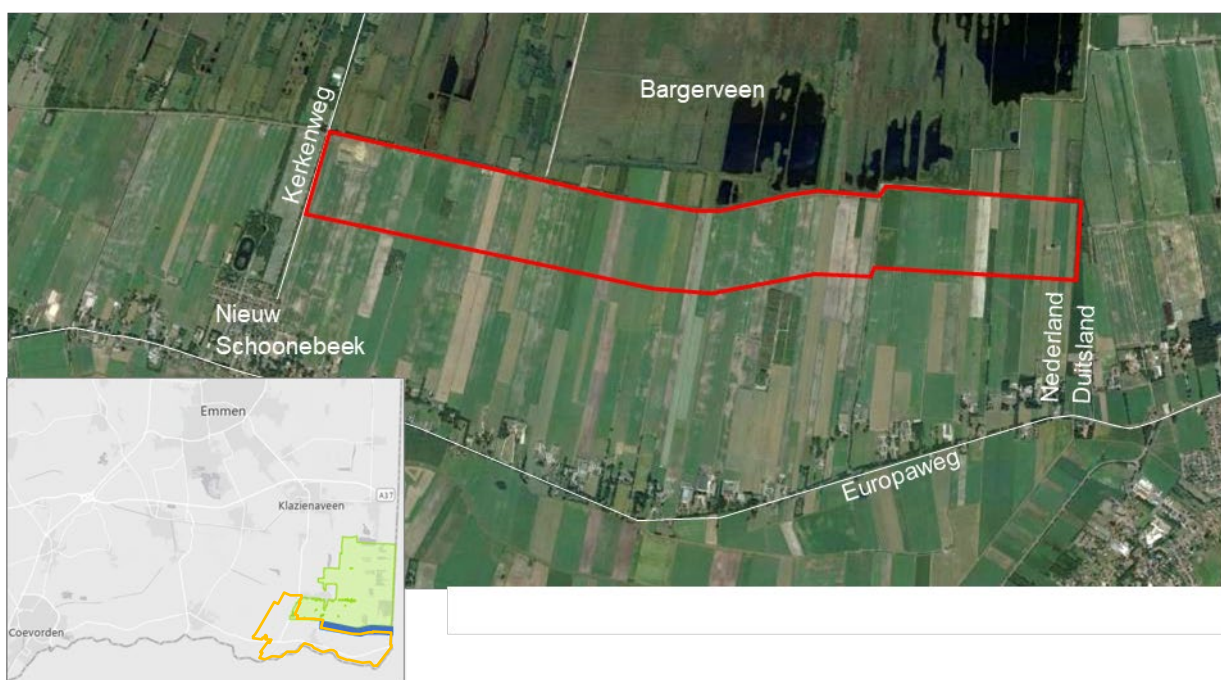 Bargerveen
Kerkenweg
Nieuw
Schoonebeek
Nederland
Duitsland
Europaweg
Emmen
Klazienaveen
A37
Coevorden